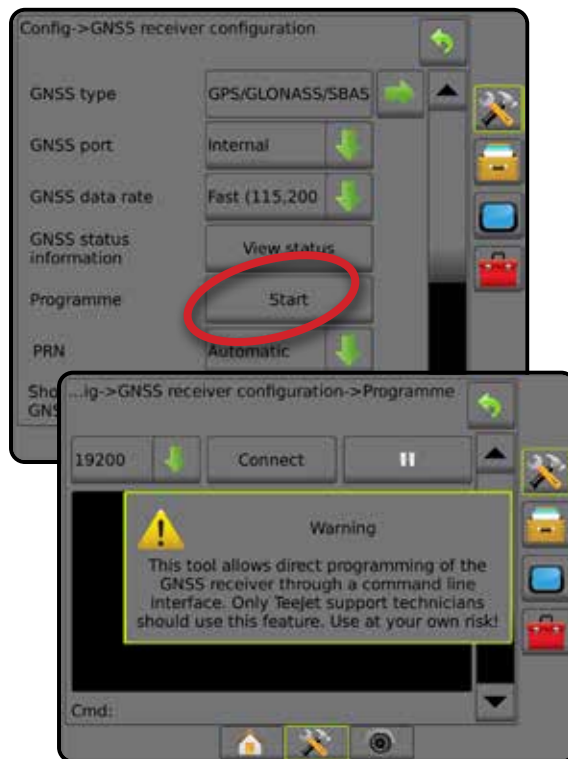 Config->GNSS receiver configuration
GNSS type
GPS/GLONASS/SBAS
GNSS port
Internal
GNSS data rate
Fast (115,200
GNSS status
information
View status
Programme
Start
PRN
Automatic
Sho
GNS
...ig->GNSS receiver configuration->Programme
19200
Connect
Warning
This tool allows direct programming of the
GNSS receiver through a command line
interface. Only TeeJet support technicians
should use this feature. Use at your own risk!
Cmd: